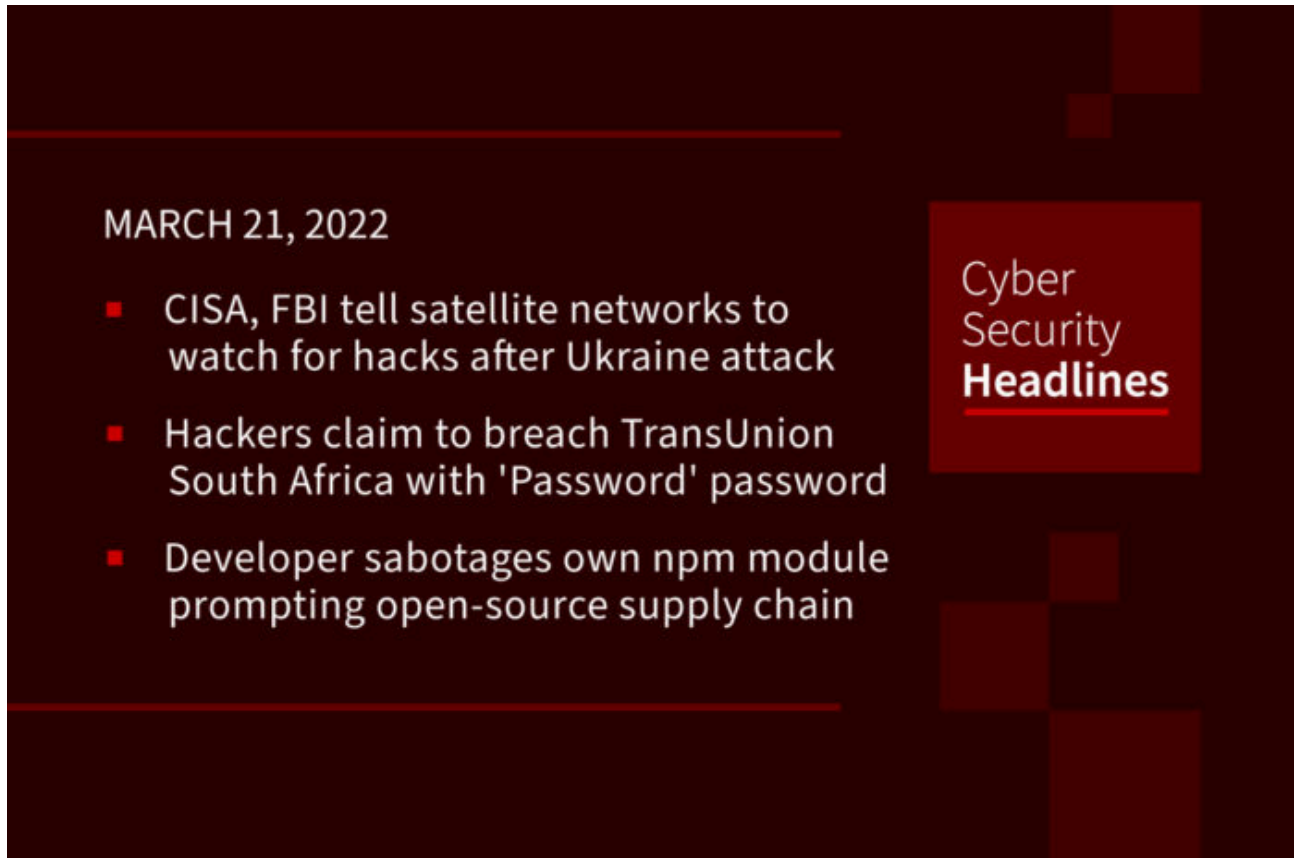 MARCH 21, 2022
CISA, FBI tell satellite networks to
watch for hacks after Ukraine attack
Hackers claim to breach TransUnion
South Africa with 'Password' password
Developer sabotages own npm module
prompting open-source supply chain
Cyber
Security
Headlines